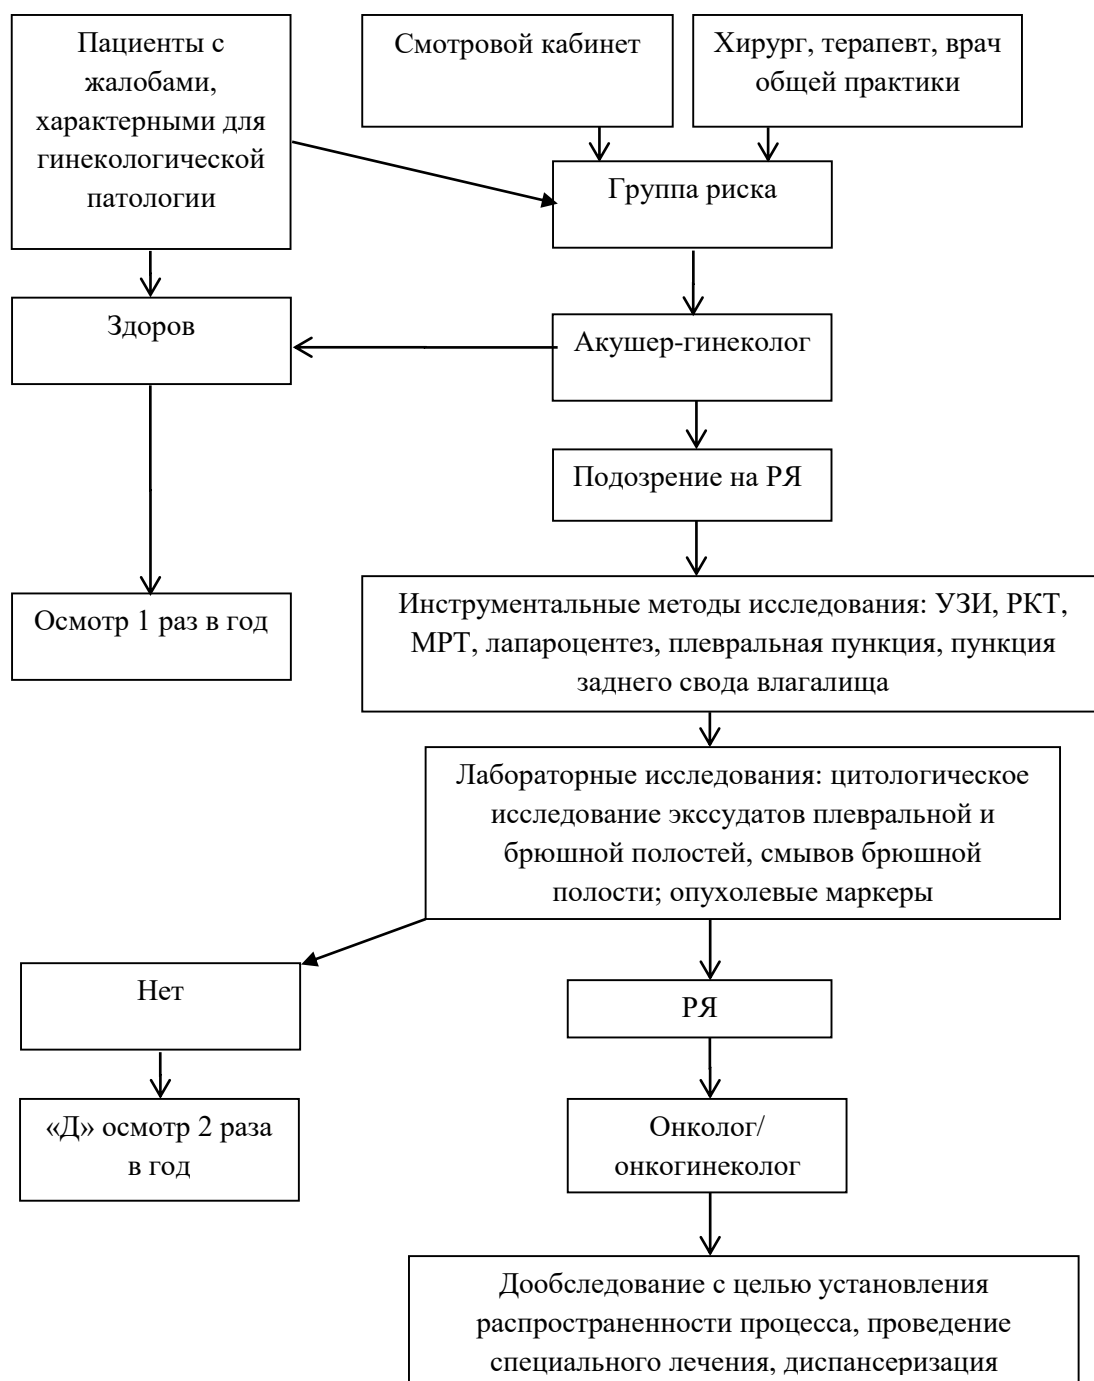 Пациенты с
жалобами,
характерными для
гинекологической
патологии
Смотровой кабинет
Хирург, терапевт, врач
общей практики
Группа риска
Здоров
Акушер-гинеколог
Подозрение на РЯ
Осмотр 1 раз в год
Инструментальные методы исследования: УЗИ, РКТ,
МРТ, лапароцентез, плевральная пункция, пункция
заднего свода влагалища
Лабораторные исследования: цитологическое
исследование экссудатов плевральной и
брюшной полостей, смывов брюшной
полости; опухолевые маркеры
Нет
РЯ
«Д» осмотр 2 раза
в год
Онколог/
онкогинеколог
Дообследование с целью установления
распространенности процесса, проведение
специального лечения, диспансеризация